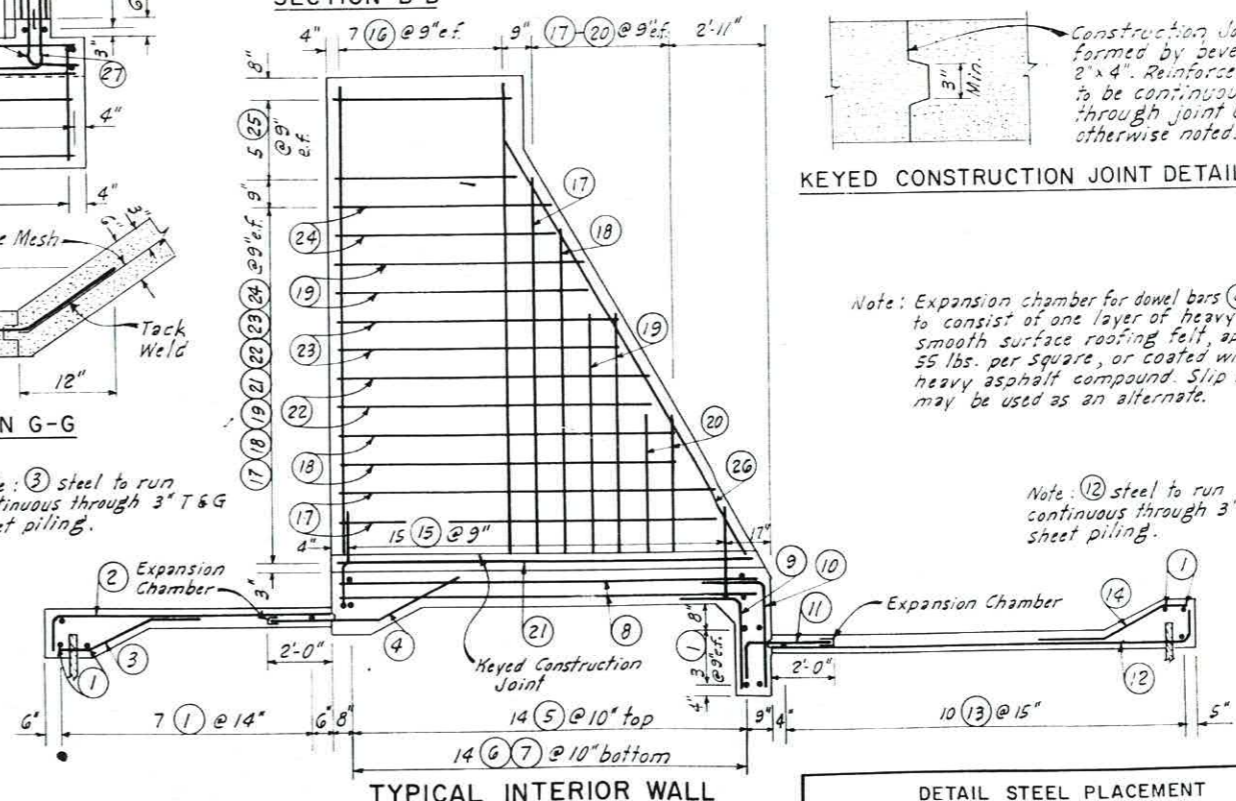 SECTION B-B
4" 7 (16) @ 9" e.f. 9" (17)-(20) @ 9" e.f. 2'-11"
3"
(27)
4"
4"
Mesh
Tack
Weld
12"
G-G
(3) steel to run
through 3" T & G
piling.
8"
5 (25)
@ 9"
e.f.
9"
(17) (18) (19) (21) (22) (23) (24) @ 9" e.f.
3"
(24)
(19)
(23)
(22)
(18)
(17)
(17)
(18)
(19)
(20)
(26)
4" 15 (15) @ 9" 17"
Construction
formed by
2" x 4".
to be
through joint
otherwise noted.
3"
Min.
KEYED CONSTRUCTION JOINT DETAIL
Note: Expansion chamber for dowel bars
to consist of one layer of heavy
smooth surface roofing felt,
55 lbs. per square, or coated
heavy asphalt compound. Slip
may be used as an alternate.
Note: (12) steel to run
continuous through 3"
sheet piling.
(2)
Expansion
Chamber
(1)
(3)
2'-0"
(4)
(21)
(8)
Keyed Construction
Joint
(9)
(10)
(11)
Expansion Chamber
(14)
(1)
(12)
2'-0"
8"
3 (1)
@ 9" e.f.
4"
6" 7 (1) @ 14" 6" 8" 14 (5) @ 10" top 9" 4" 10 (13) @ 15" 5"
14 (6) (7) @ 10" bottom
TYPICAL INTERIOR WALL
DETAIL STEEL PLACEMENT